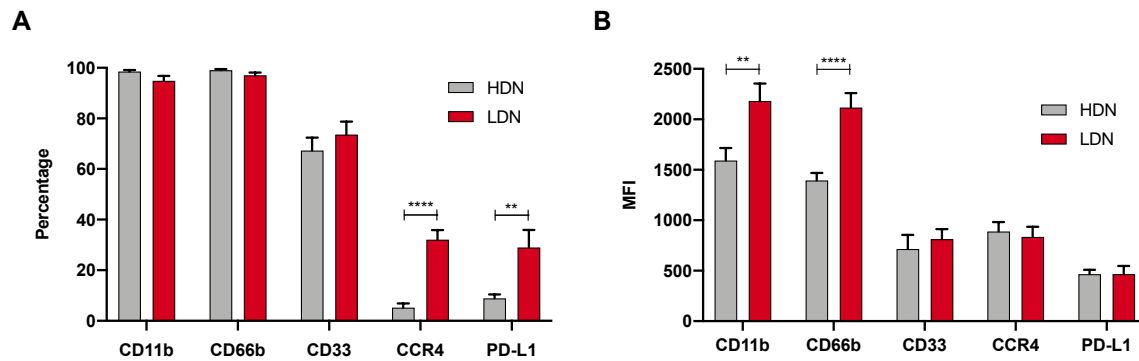 A
Percentage
100
80
60
40
20
0
HDN
LDN
****
**
CD11b CD66b CD33 CCR4 PD-L1
B
MFI
2500
2000
1500
1000
500
0
**
****
HDN
LDN
CD11b CD66b CD33 CCR4 PD-L1